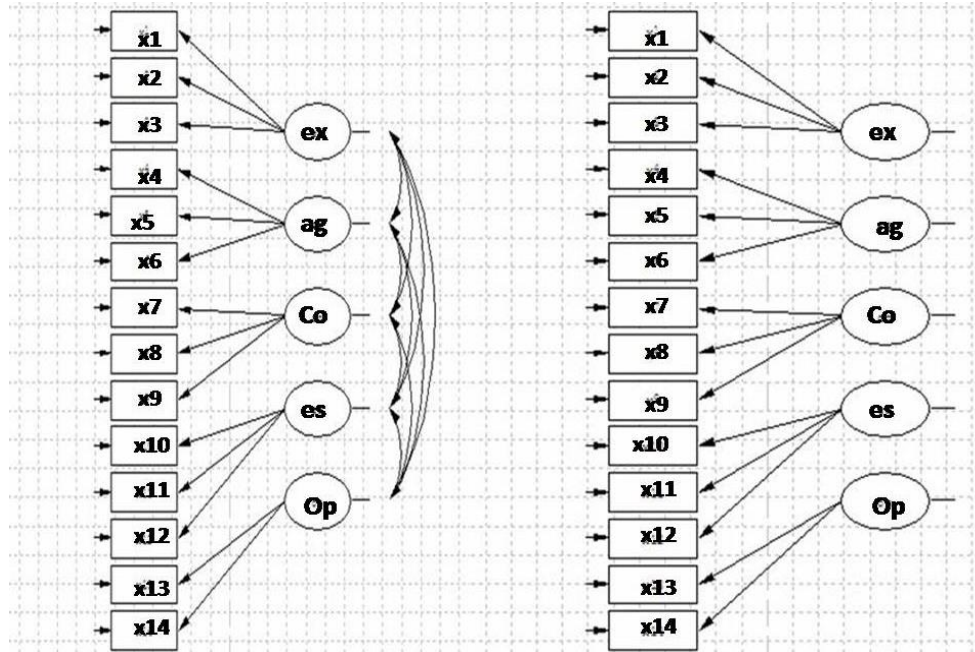 x1
x2
x3
x4
x5
x6
x7
x8
x9
x10
x11
x12
x13
x14
ex
ag
Co
es
Op
x1
x2
x3
x4
x5
x6
x7
x8
x9
x10
x11
x12
x13
x14
ex
ag
Co
es
Op